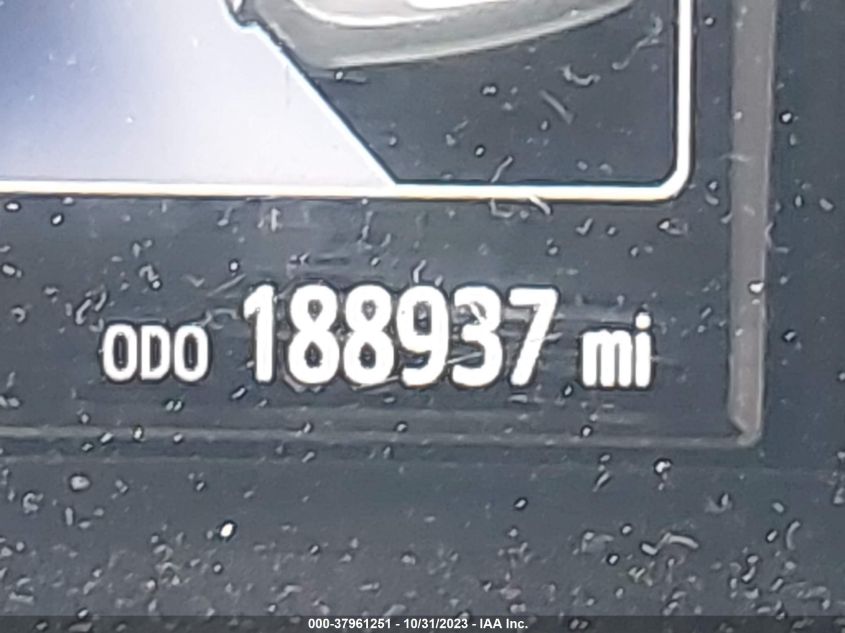 ODO 188937 mi
000-37961251 - 10/31/2023 - IAA Inc.